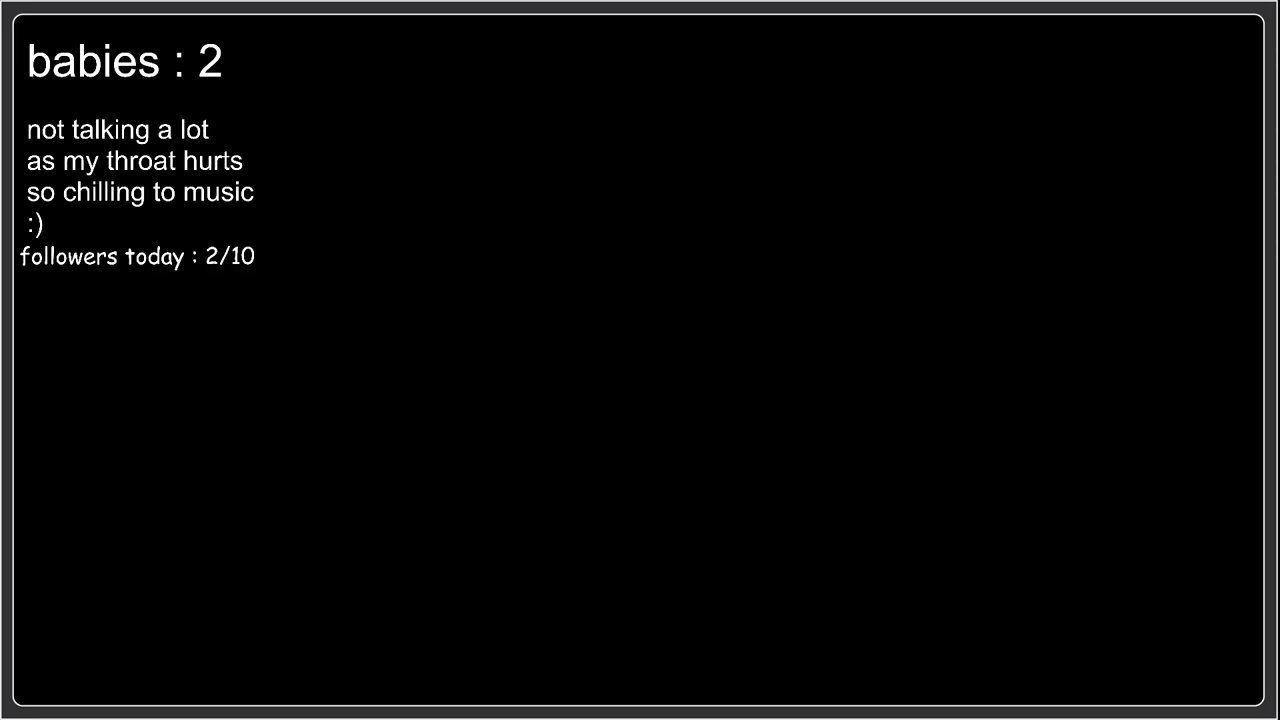 babies : 2
not talking a lot
as my throat hurts
so chilling to music
:)
followers today : 2/10